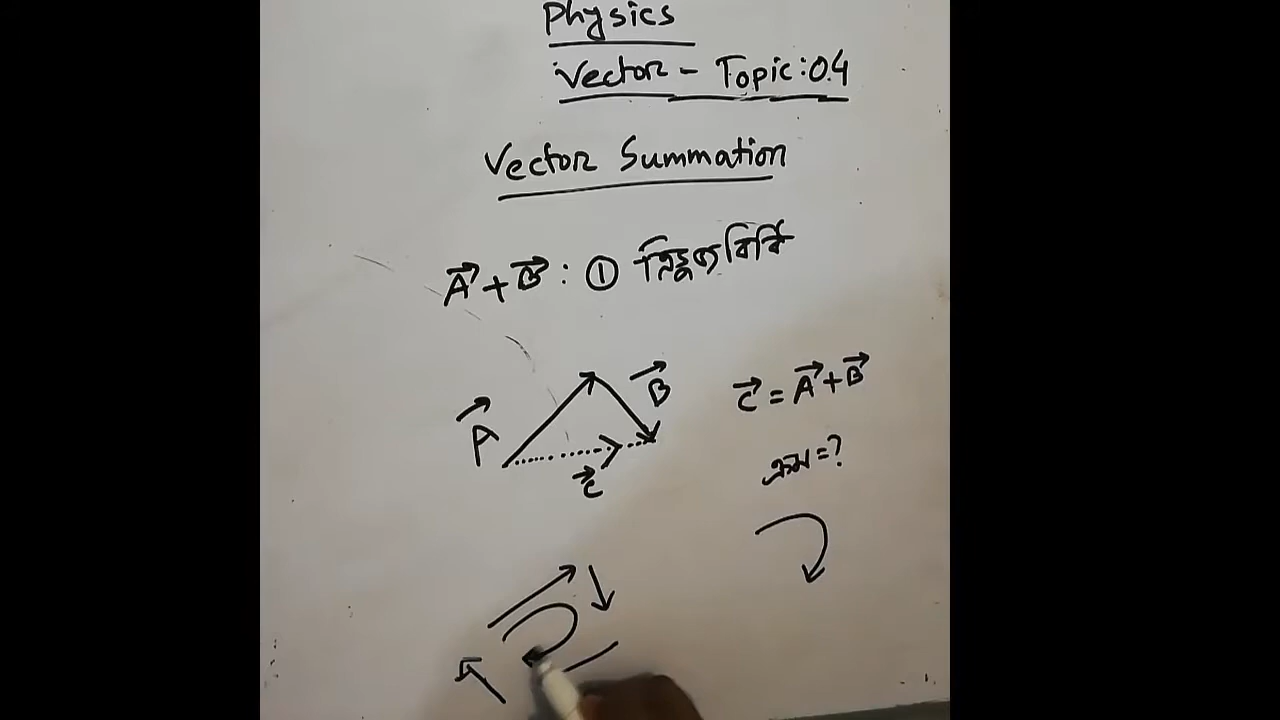 Physics
Vector - Topic:04
Vector Summation
A⃗ + B⃗ : ① ত্রিভুজ বিধি
A⃗ B⃗ C⃗ = A⃗ + B⃗
C⃗ ক্রম = ?